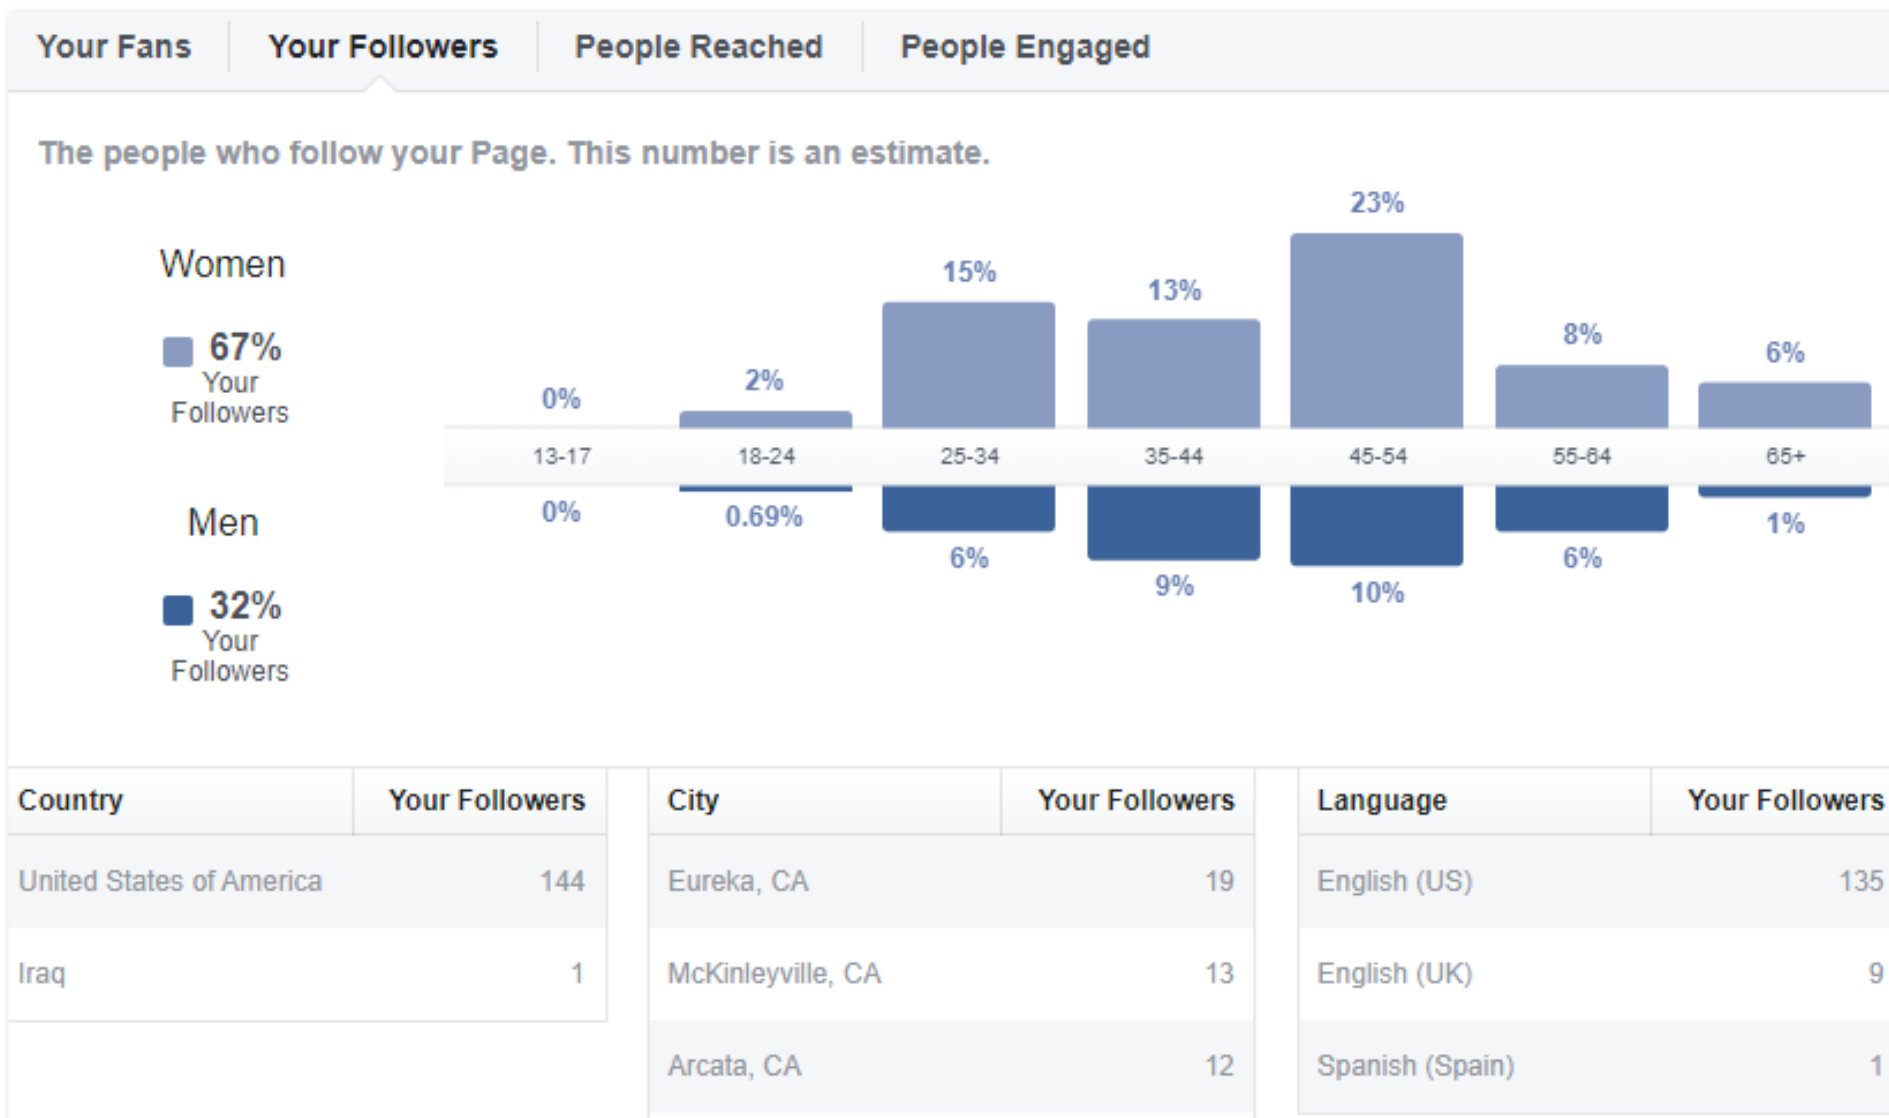 Your Fans Your Followers People Reached People Engaged
The people who follow your Page. This number is an estimate.
Women
67%
Your
Followers
23%
15%
13%
8%
6%
2%
0%
13-17 18-24 25-34 35-44 45-54 55-64 65+
Men
32%
Your
Followers
0%
0.69%
6%
9%
10%
6%
1%
Country Your Followers
United States of America 144
Iraq 1
City Your Followers
Eureka, CA 19
McKinleyville, CA 13
Arcata, CA 12
Language Your Followers
English (US) 135
English (UK) 9
Spanish (Spain) 1